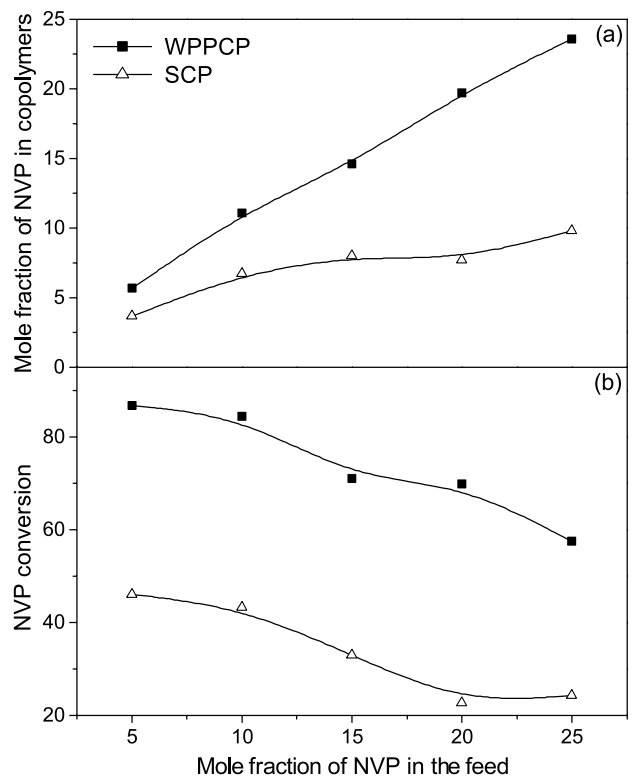 (a)
WPPCP
SCP
Mole fraction of NVP in copolymers
25
20
15
10
5
0
(b)
NVP conversion
80
60
40
20
5 10 15 20 25
Mole fraction of NVP in the feed